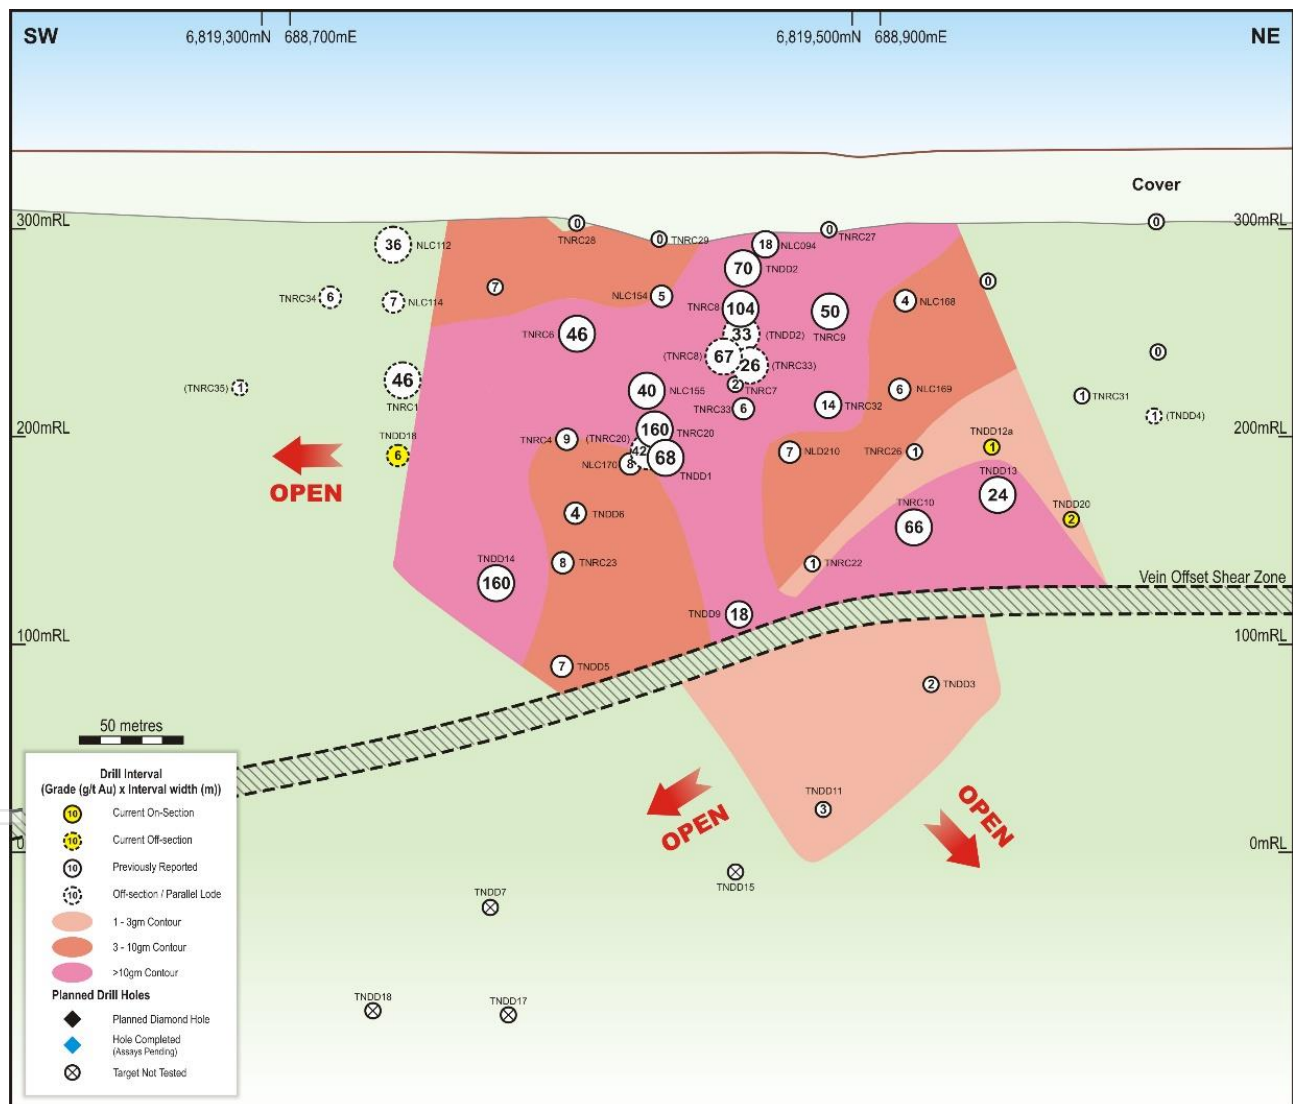 SW
6,819,300mN
688,700mE
6,819,500mN
688,900mE
NE
Cover
300mRL
300mRL
36
NLC112
0
TNRC28
0
TNRC29
18
NLC094
0
TNRC27
0
70
TNDD2
TNRC34
6
7
NLC114
7
NLC154
5
TNRC8
104
50
TNRC9
4
NLC168
0
TNRC6
46
33
(TNDD2)
(TNRC8)
67
26
(TNRC33)
0
(TNRC35)
1
46
TNRC1
40
NLC155
2
TNRC7
TNRC33
6
14
TNRC32
6
NLC169
1
TNRC31
1
(TNDD4)
200mRL
200mRL
TNDD18
6
TNRC4
9
(TNRC20)
160
TNRC20
42
NLC170
8
68
TNDD1
7
NLD210
TNRC26
1
TNDD12a
1
TNDD13
24
OPEN
4
TNDD6
TNRC10
66
TNDD20
2
TNDD14
160
8
TNRC23
1
TNRC22
Vein Offset Shear Zone
TNDD9
18
100mRL
100mRL
7
TNDD5
2
TNDD3
50 metres
TNDD11
3
OPEN
OPEN
0
0mRL
TNDD15
TNDD7
TNDD18
TNDD17
Drill Interval
(Grade (g/t Au) x Interval width (m))
10
Current On-Section
10
Current Off-section
10
Previously Reported
10
Off-section / Parallel Lode
1 - 3gm Contour
3 - 10gm Contour
>10gm Contour
Planned Drill Holes
Planned Diamond Hole
Hole Completed
(Assays Pending)
Target Not Tested